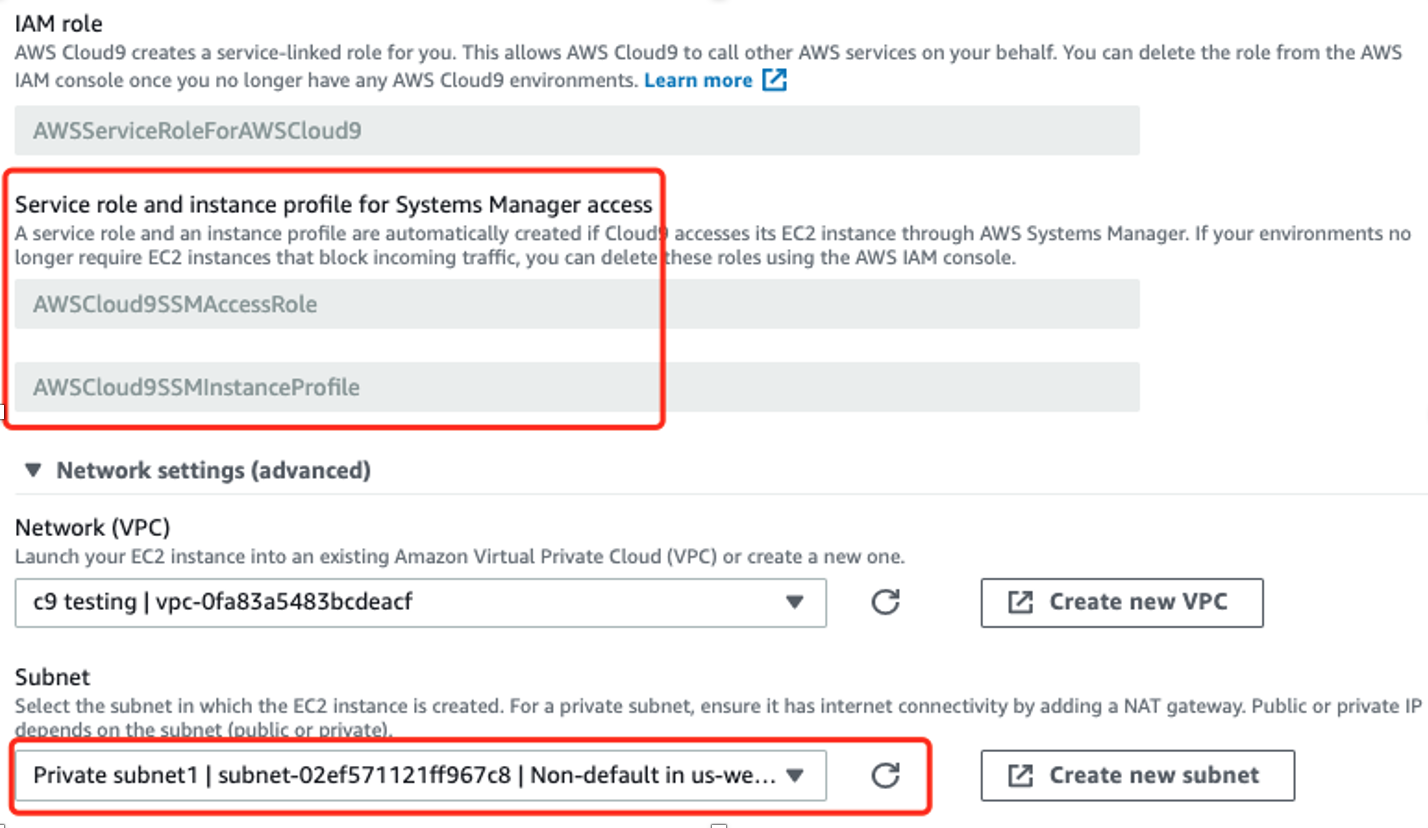 IAM role
AWS Cloud9 creates a service-linked role for you. This allows AWS Cloud9 to call other AWS services on your behalf. You can delete the role from the AWS
IAM console once you no longer have any AWS Cloud9 environments. Learn more
AWSServiceRoleForAWSCloud9
Service role and instance profile for Systems Manager access
A service role and an instance profile are automatically created if Cloud9 accesses its EC2 instance through AWS Systems Manager. If your environments no
longer require EC2 instances that block incoming traffic, you can delete these roles using the AWS IAM console.
AWSCloud9SSMAccessRole
AWSCloud9SSMInstanceProfile
Network settings (advanced)
Network (VPC)
Launch your EC2 instance into an existing Amazon Virtual Private Cloud (VPC) or create a new one.
c9 testing | vpc-0fa83a5483bcdeacf
Create new VPC
Subnet
Select the subnet in which the EC2 instance is created. For a private subnet, ensure it has internet connectivity by adding a NAT gateway. Public or private IP
depends on the subnet (public or private).
Private subnet1 | subnet-02ef571121ff967c8 | Non-default in us-we...
Create new subnet